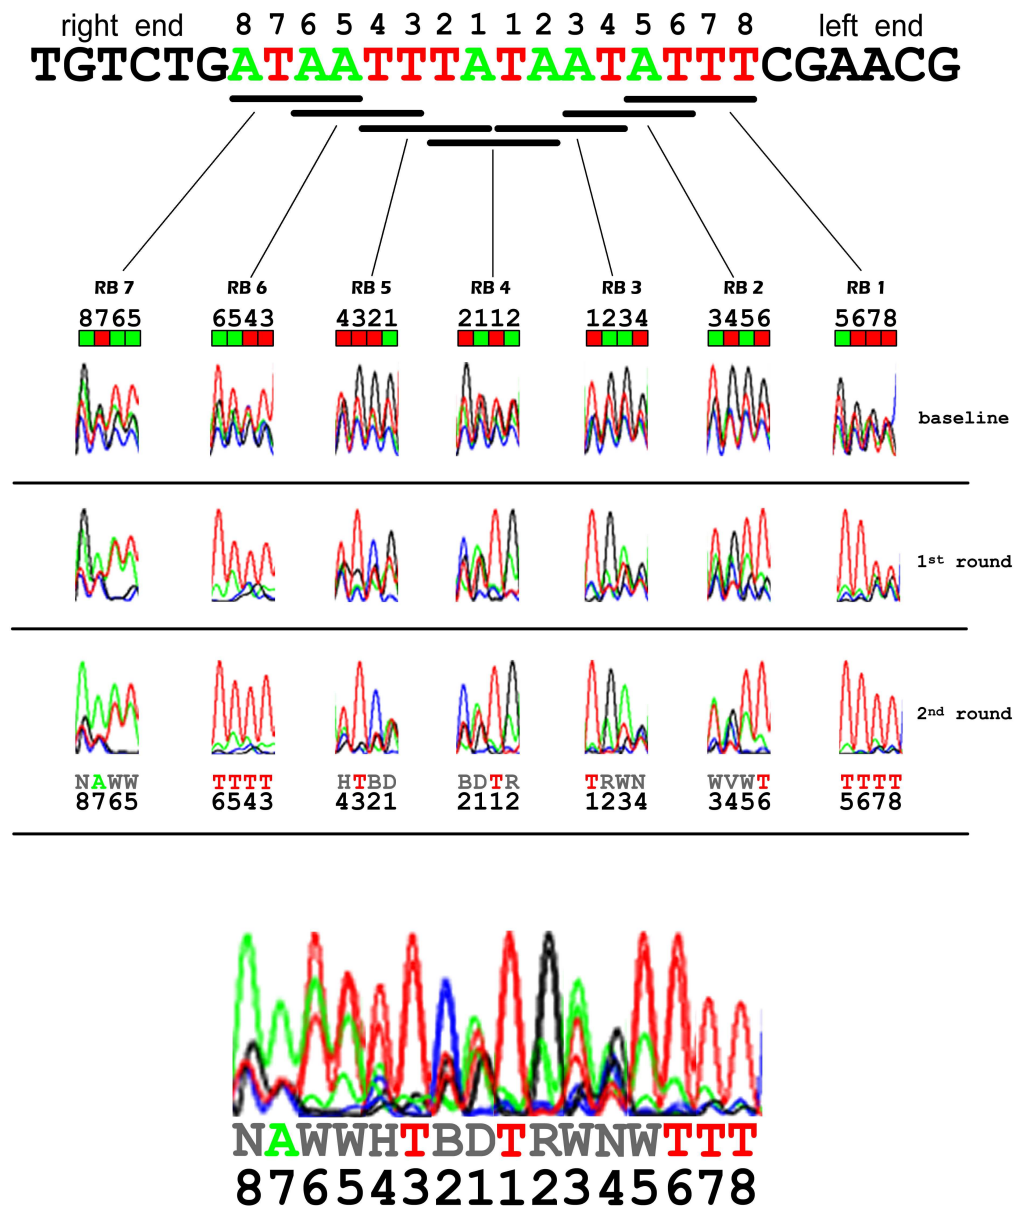 right end 8 7 6 5 4 3 2 1 1 2 3 4 5 6 7 8 left end
TGTCTGATAATTTATAATATTTCGAACG
RB 7 RB 6 RB 5 RB 4 RB 3 RB 2 RB 1
8765 6543 4321 2112 1234 3456 5678
baseline
1st round
2nd round
NAWW TTTT HTBD BDTR TRWN WVWT TTTT
8765 6543 4321 2112 1234 3456 5678
NAWWHTBDTRWNWTTT
8765432112345678